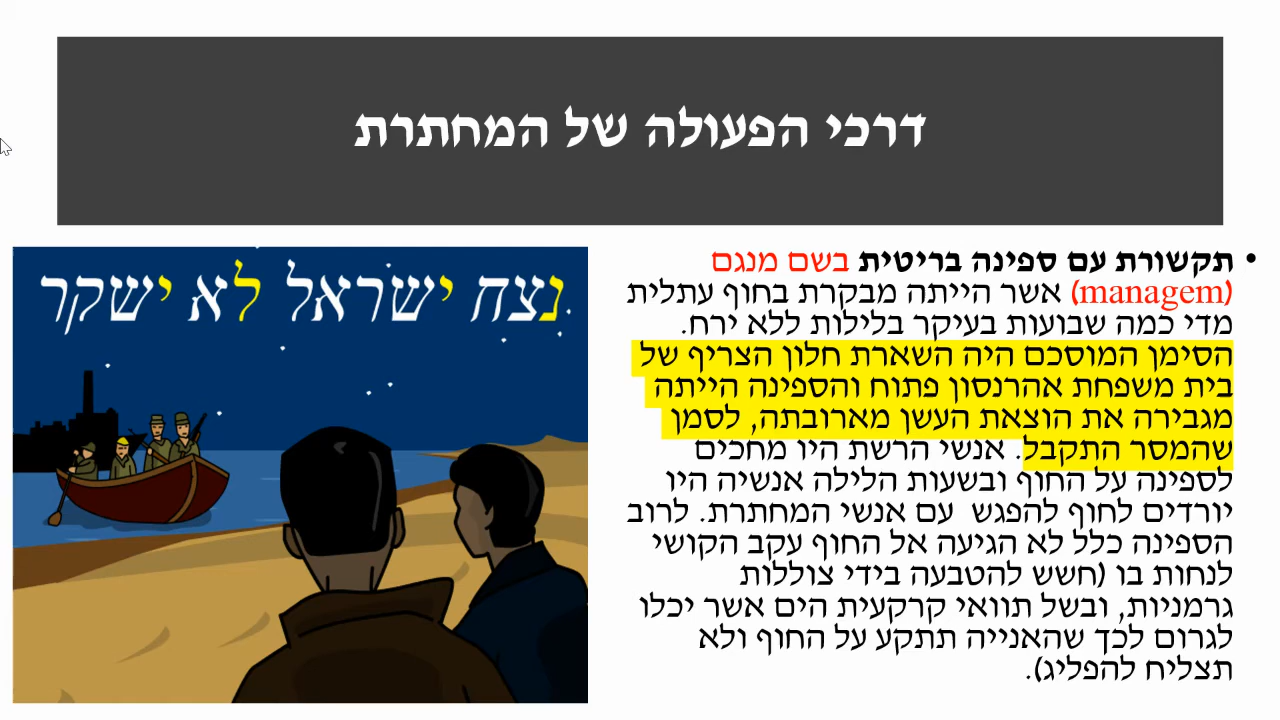 דרכי הפעולה של המחתרת
נצח ישראל לא ישקר
• תקשורת עם ספינה בריטית בשם מנגם
(managem) אשר הייתה מבקרת בחוף עתלית
מדי כמה שבועות בעיקר בלילות ללא ירח.
הסימן המוסכם היה השארת חלון הצריף של
בית משפחת אהרנסון פתוח והספינה הייתה
מגבירה את הוצאת העשן מארובתה, לסמן
שהמסר התקבל. אנשי הרשת היו מחכים
לספינה על החוף ובשעות הלילה אנשיה היו
יורדים לחוף להפגש  עם אנשי המחתרת. לרוב
הספינה כלל לא הגיעה אל החוף עקב הקושי
לנחות בו (חשש להטבעה בידי צוללות
גרמניות, ובשל תוואי קרקעית הים אשר יכלו
לגרום לכך שהאנייה תתקע על החוף ולא
תצליח להפליג).